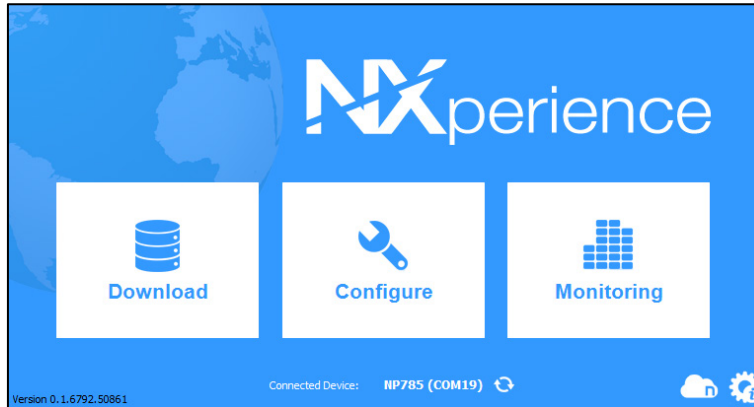 NXperience
Download Configure Monitoring
Connected Device: NP785 (COM19)
n
Version 0.1.6792.50861